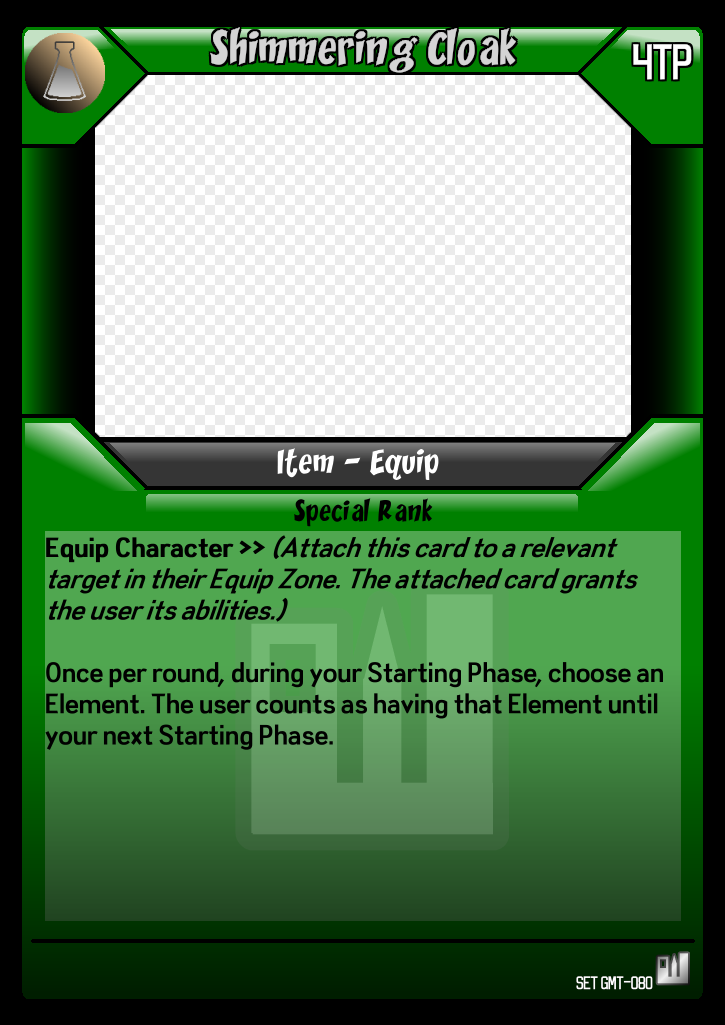 Shimmering Cloak
4TP
Item - Equip
Special Rank
Equip Character >> (Attach this card to a relevant
target in their Equip Zone. The attached card grants
the user its abilities.)
Once per round, during your Starting Phase, choose an
Element. The user counts as having that Element until
your next Starting Phase.
SET GMT-080